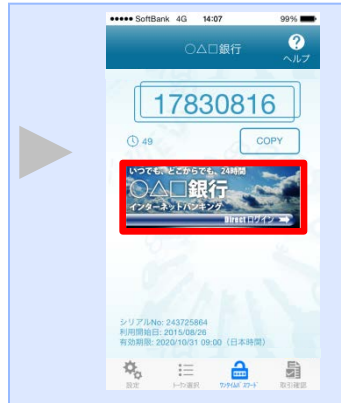 ●●●●● SoftBank 4G 14:07 99%
○△□銀行
?
ヘルプ
17830816
49
COPY
いつでも、どこからでも、24時間
○△□銀行
インターネットバンキング
Directログイン
シリアルNo: 243725864
利用開始日: 2015/08/26
有効期限: 2020/10/31 09:00（日本時間）
設定 トークン選択 ワンタイムパスワード 取引確認